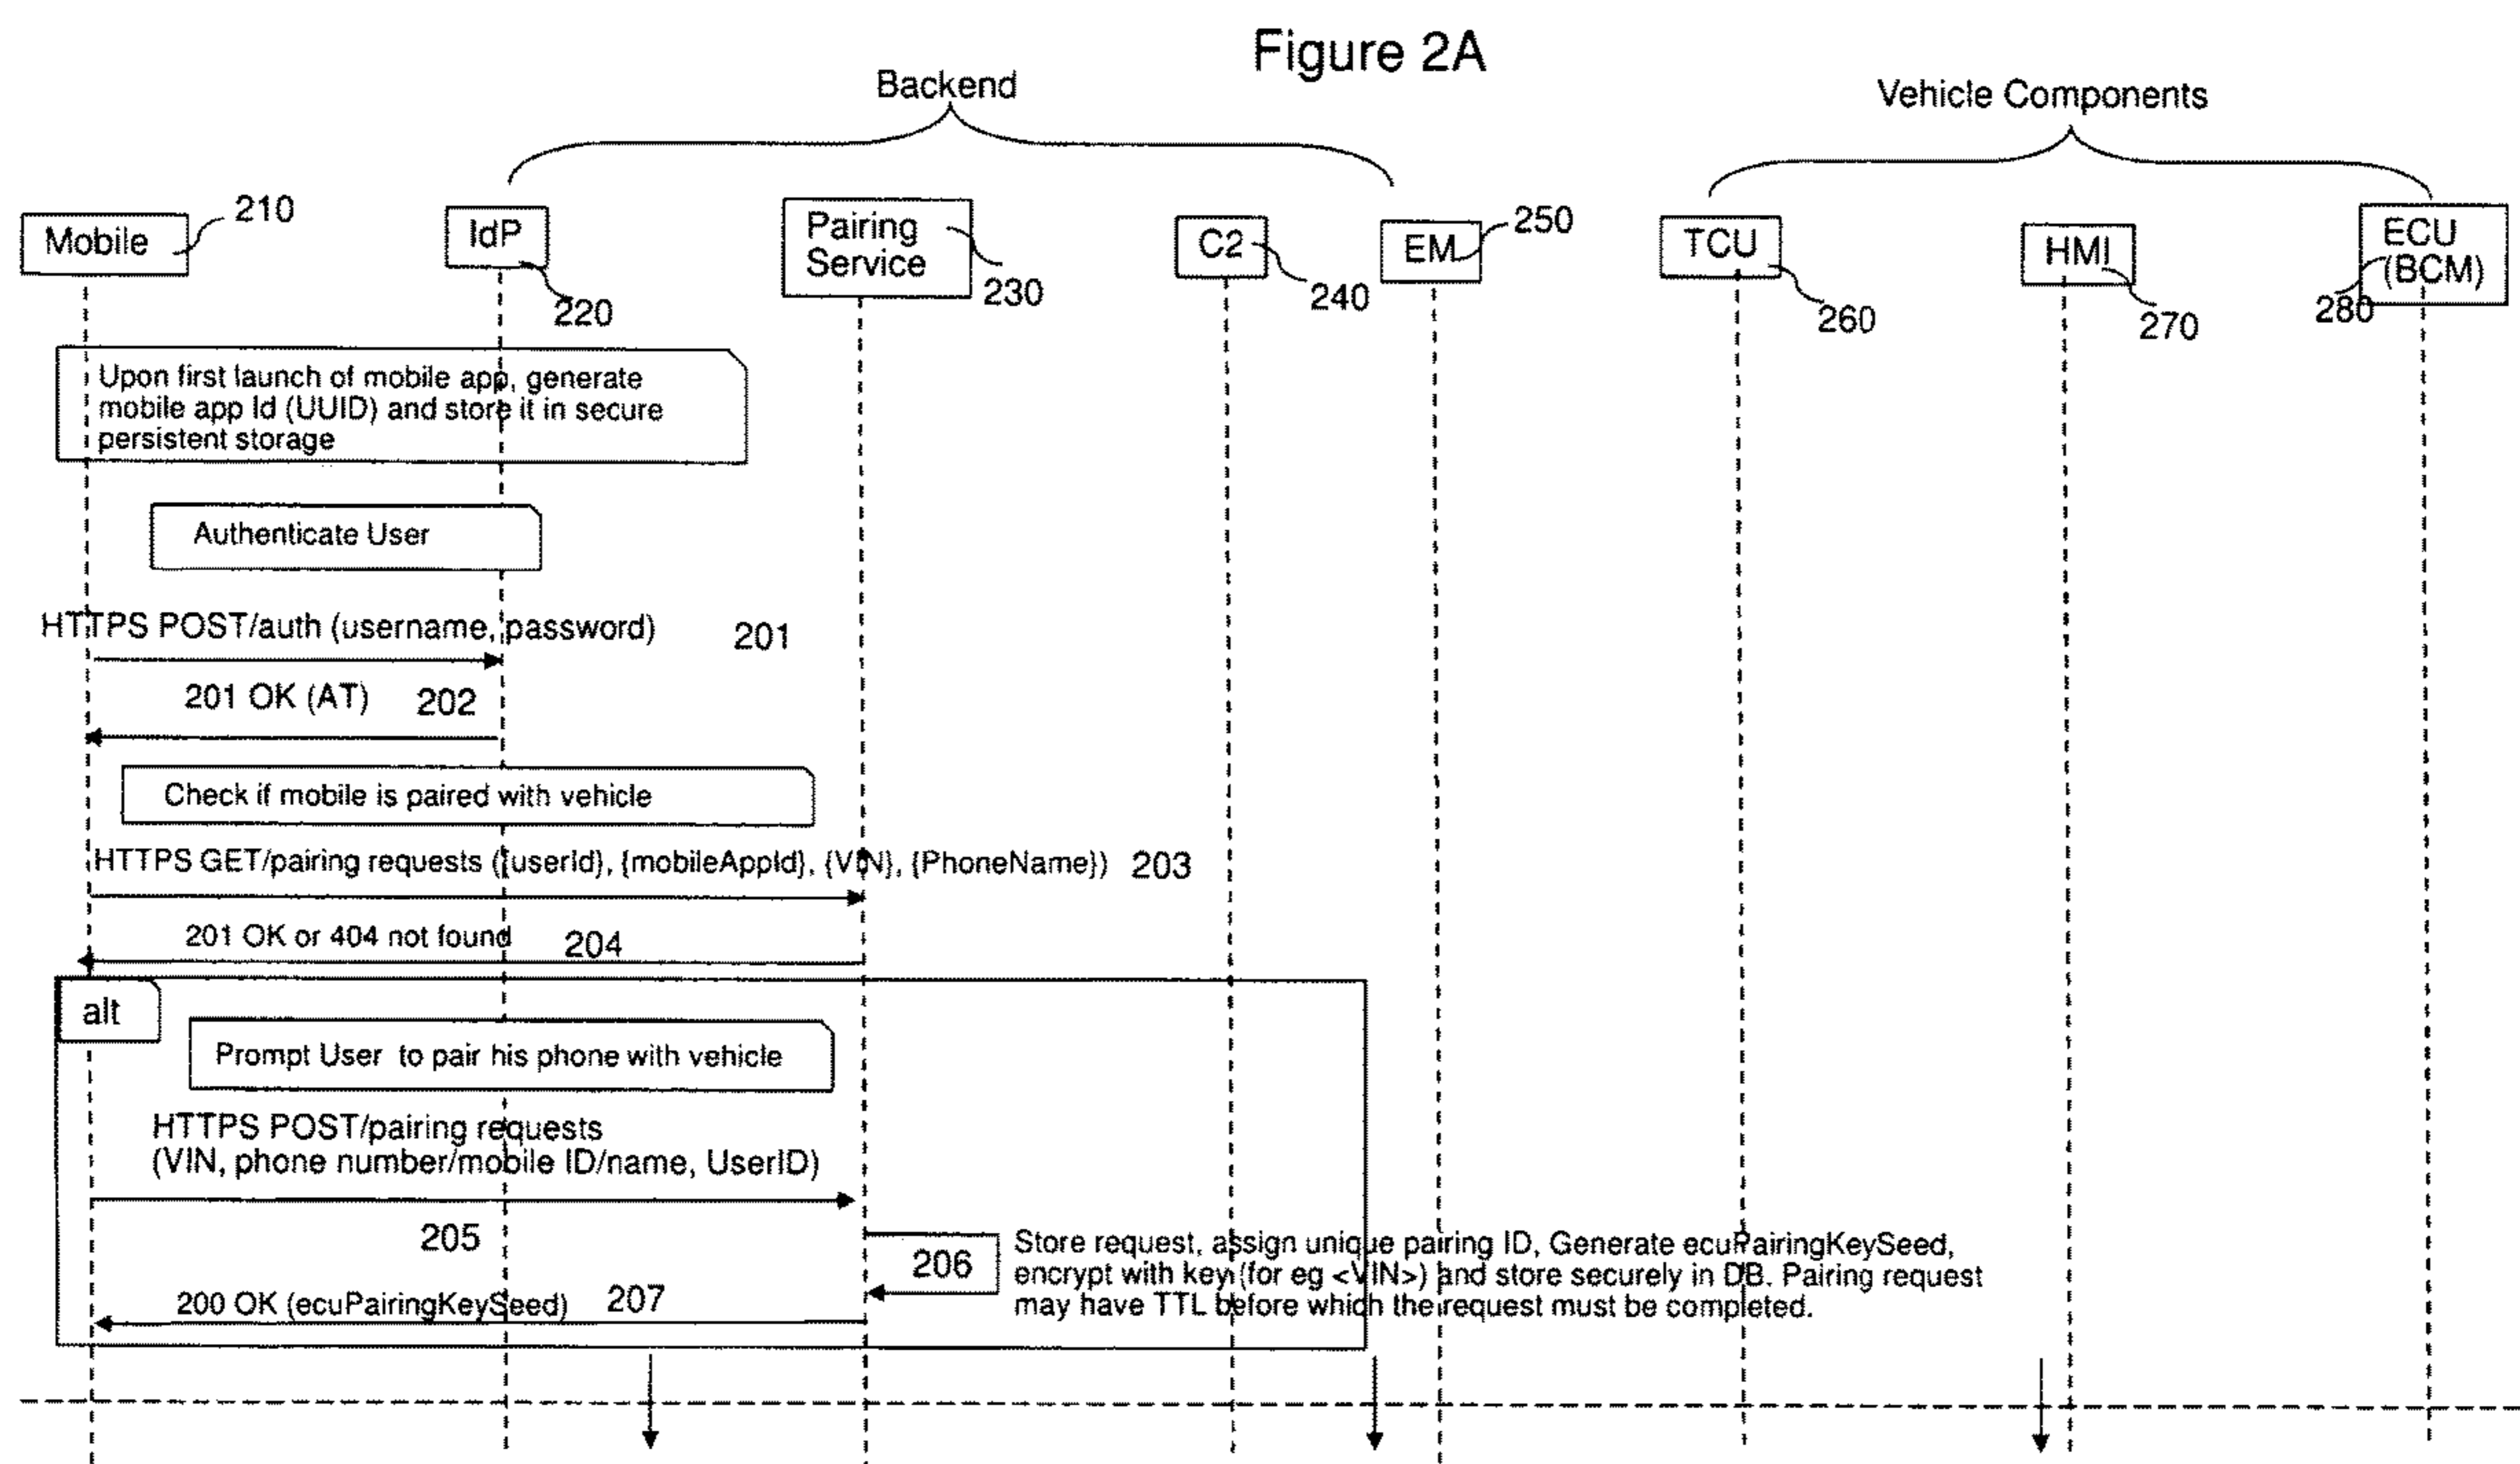 Figure 2A
Backend
Vehicle Components
Mobile
210
IdP
220
Pairing
Service
230
C2
240
EM
250
TCU
260
HMI
270
ECU
(BCM)
280
Upon first launch of mobile app, generate
mobile app Id (UUID) and store it in secure
persistent storage
Authenticate User
HTTPS POST/auth (username, password)
201
201 OK (AT)
202
Check if mobile is paired with vehicle
HTTPS GET/pairing requests ({userId}, {mobileAppId}, {VIN}, {PhoneName})
203
201 OK or 404 not found
204
alt
Prompt User to pair his phone with vehicle
HTTPS POST/pairing requests
(VIN, phone number/mobile ID/name, UserID)
205
206
Store request, assign unique pairing ID, Generate ecuPairingKeySeed,
encrypt with key (for eg <VIN>) and store securely in DB. Pairing request
may have TTL before which the request must be completed.
200 OK (ecuPairingKeySeed)
207